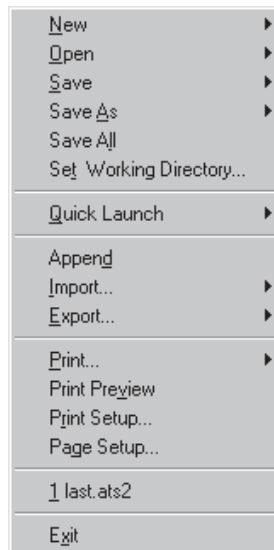 New
Open
Save
Save As
Save All
Set Working Directory...
Quick Launch
Append
Import...
Export...
Print...
Print Preview
Print Setup...
Page Setup...
1 last.ats2
Exit